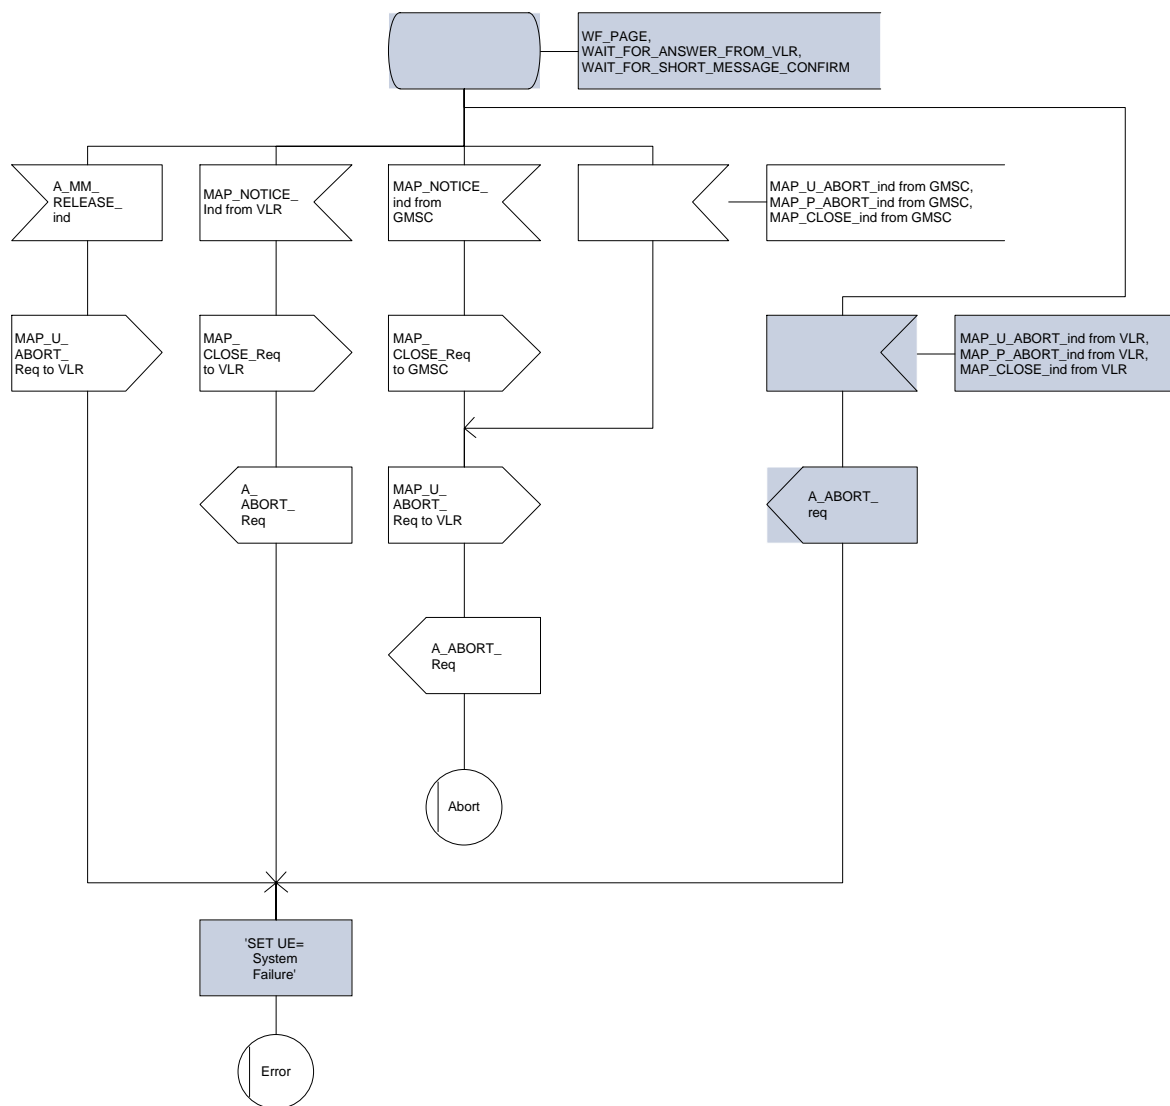 WF_PAGE,
WAIT_FOR_ANSWER_FROM_VLR,
WAIT_FOR_SHORT_MESSAGE_CONFIRM
A_MM_
RELEASE_
ind
MAP_NOTICE_
Ind from VLR
MAP_NOTICE_
ind from
GMSC
MAP_U_ABORT_ind from GMSC,
MAP_P_ABORT_ind from GMSC,
MAP_CLOSE_ind from GMSC
MAP_U_
ABORT_
Req to VLR
MAP_
CLOSE_Req
to VLR
MAP_
CLOSE_Req
to GMSC
MAP_U_ABORT_ind from VLR,
MAP_P_ABORT_ind from VLR,
MAP_CLOSE_ind from VLR
A_
ABORT_
Req
MAP_U_
ABORT_
Req to VLR
A_ABORT_
req
A_ABORT_
Req
Abort
'SET UE=
System
Failure'
Error